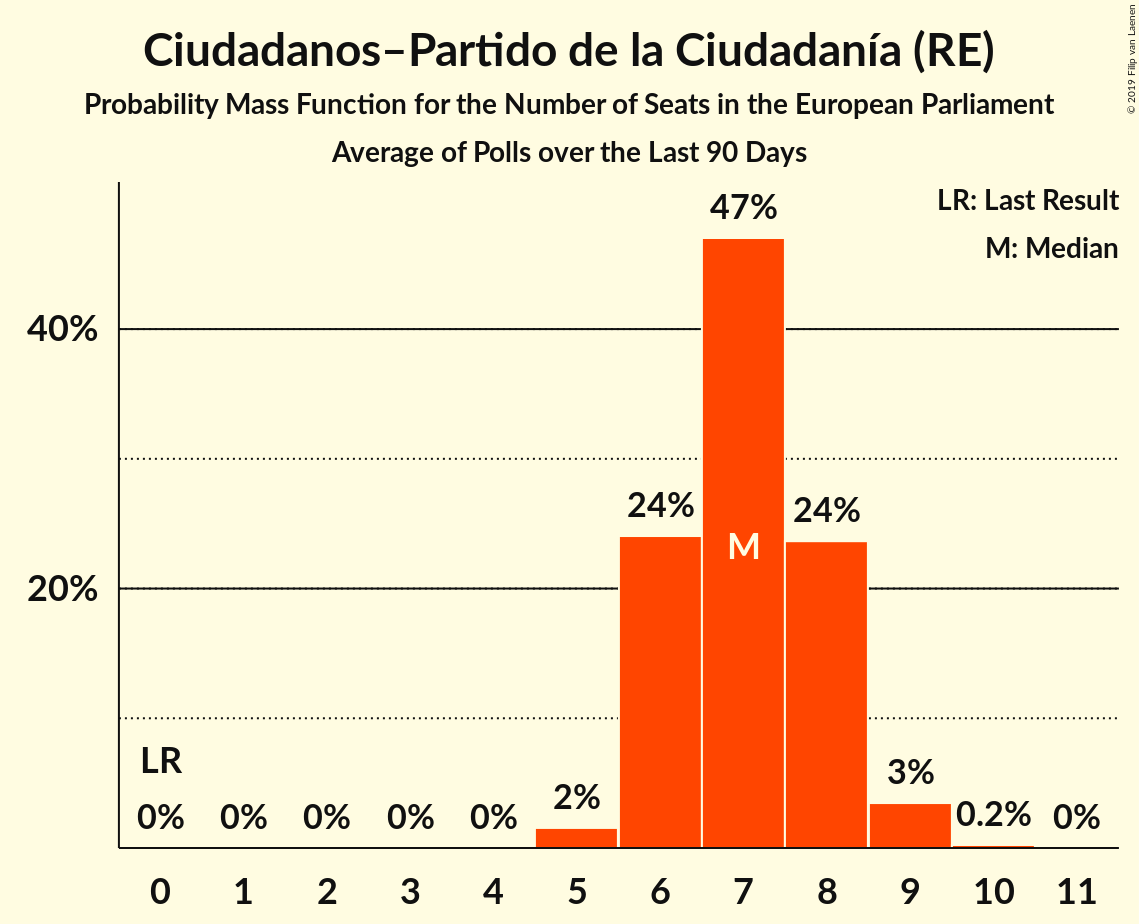 Ciudadanos–Partido de la Ciudadanía (RE)
Probability Mass Function for the Number of Seats in the European Parliament
Average of Polls over the Last 90 Days
© 2019 Filip van Laenen
LR: Last Result
M: Median
47%
40%
24%
24%
M
20%
LR
0%
0%
0%
0%
0%
2%
3%
0.2%
0%
0 1 2 3 4 5 6 7 8 9 10 11